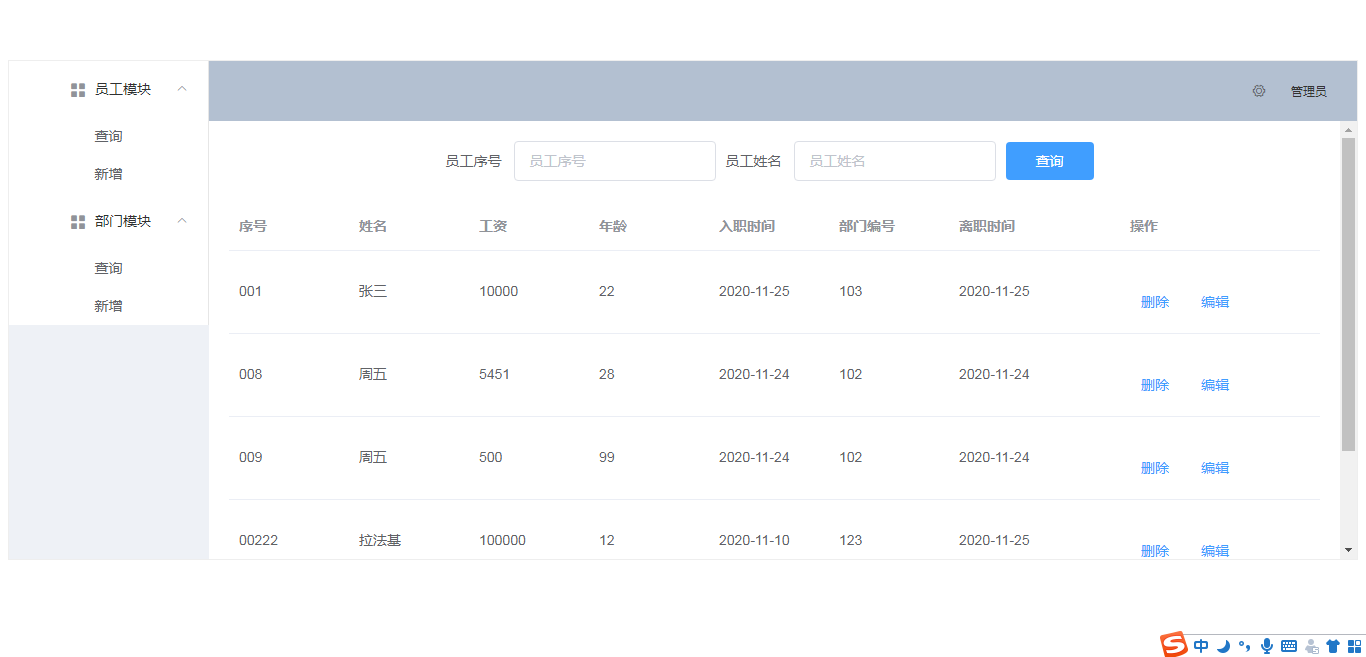 员工模块
查询
新增
部门模块
查询
新增
管理员
员工序号 员工序号 员工姓名 员工姓名 查询
序号 姓名 工资 年龄 入职时间 部门编号 离职时间 操作
001 张三 10000 22 2020-11-25 103 2020-11-25 删除 编辑
008 周五 5451 28 2020-11-24 102 2020-11-24 删除 编辑
009 周五 500 99 2020-11-24 102 2020-11-24 删除 编辑
00222 拉法基 100000 12 2020-11-10 123 2020-11-25 删除 编辑
S 中